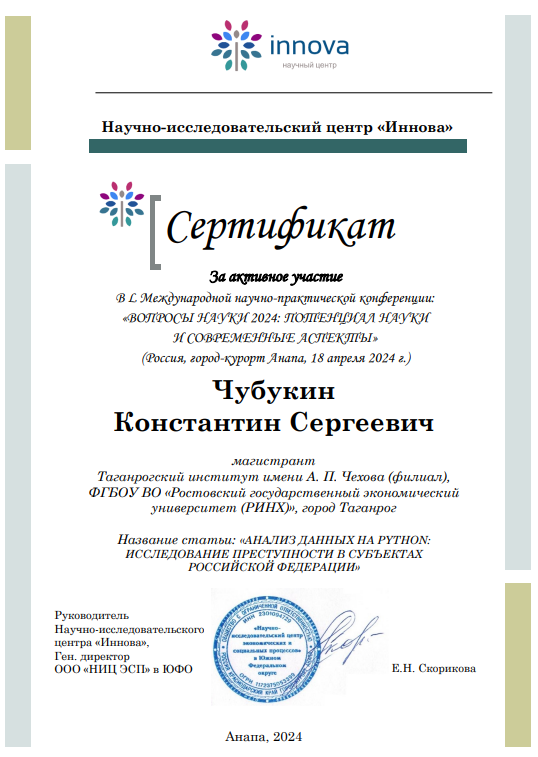 innova
научный центр
Научно-исследовательский центр «Иннова»
Сертификат
За активное участие
В L Международной научно-практической конференции:
«ВОПРОСЫ НАУКИ 2024: ПОТЕНЦИАЛ НАУКИ
И СОВРЕМЕННЫЕ АСПЕКТЫ»
(Россия, город-курорт Анапа, 18 апреля 2024 г.)
Чубукин
Константин Сергеевич
магистрант
Таганрогский институт имени А. П. Чехова (филиал),
ФГБОУ ВО «Ростовский государственный экономический
университет (РИНХ)», город Таганрог
Название статьи: «АНАЛИЗ ДАННЫХ НА PYTHON:
ИССЛЕДОВАНИЕ ПРЕСТУПНОСТИ В СУБЪЕКТАХ
РОССИЙСКОЙ ФЕДЕРАЦИИ»
Руководитель
Научно-исследовательского
центра «Иннова»,
Ген. директор
ООО «НИЦ ЭСП» в ЮФО
«Научно-
исследовательский центр
экономических и
социальных процессов»
в Южном
Федеральном
округе
Е.Н. Скорикова
Анапа, 2024